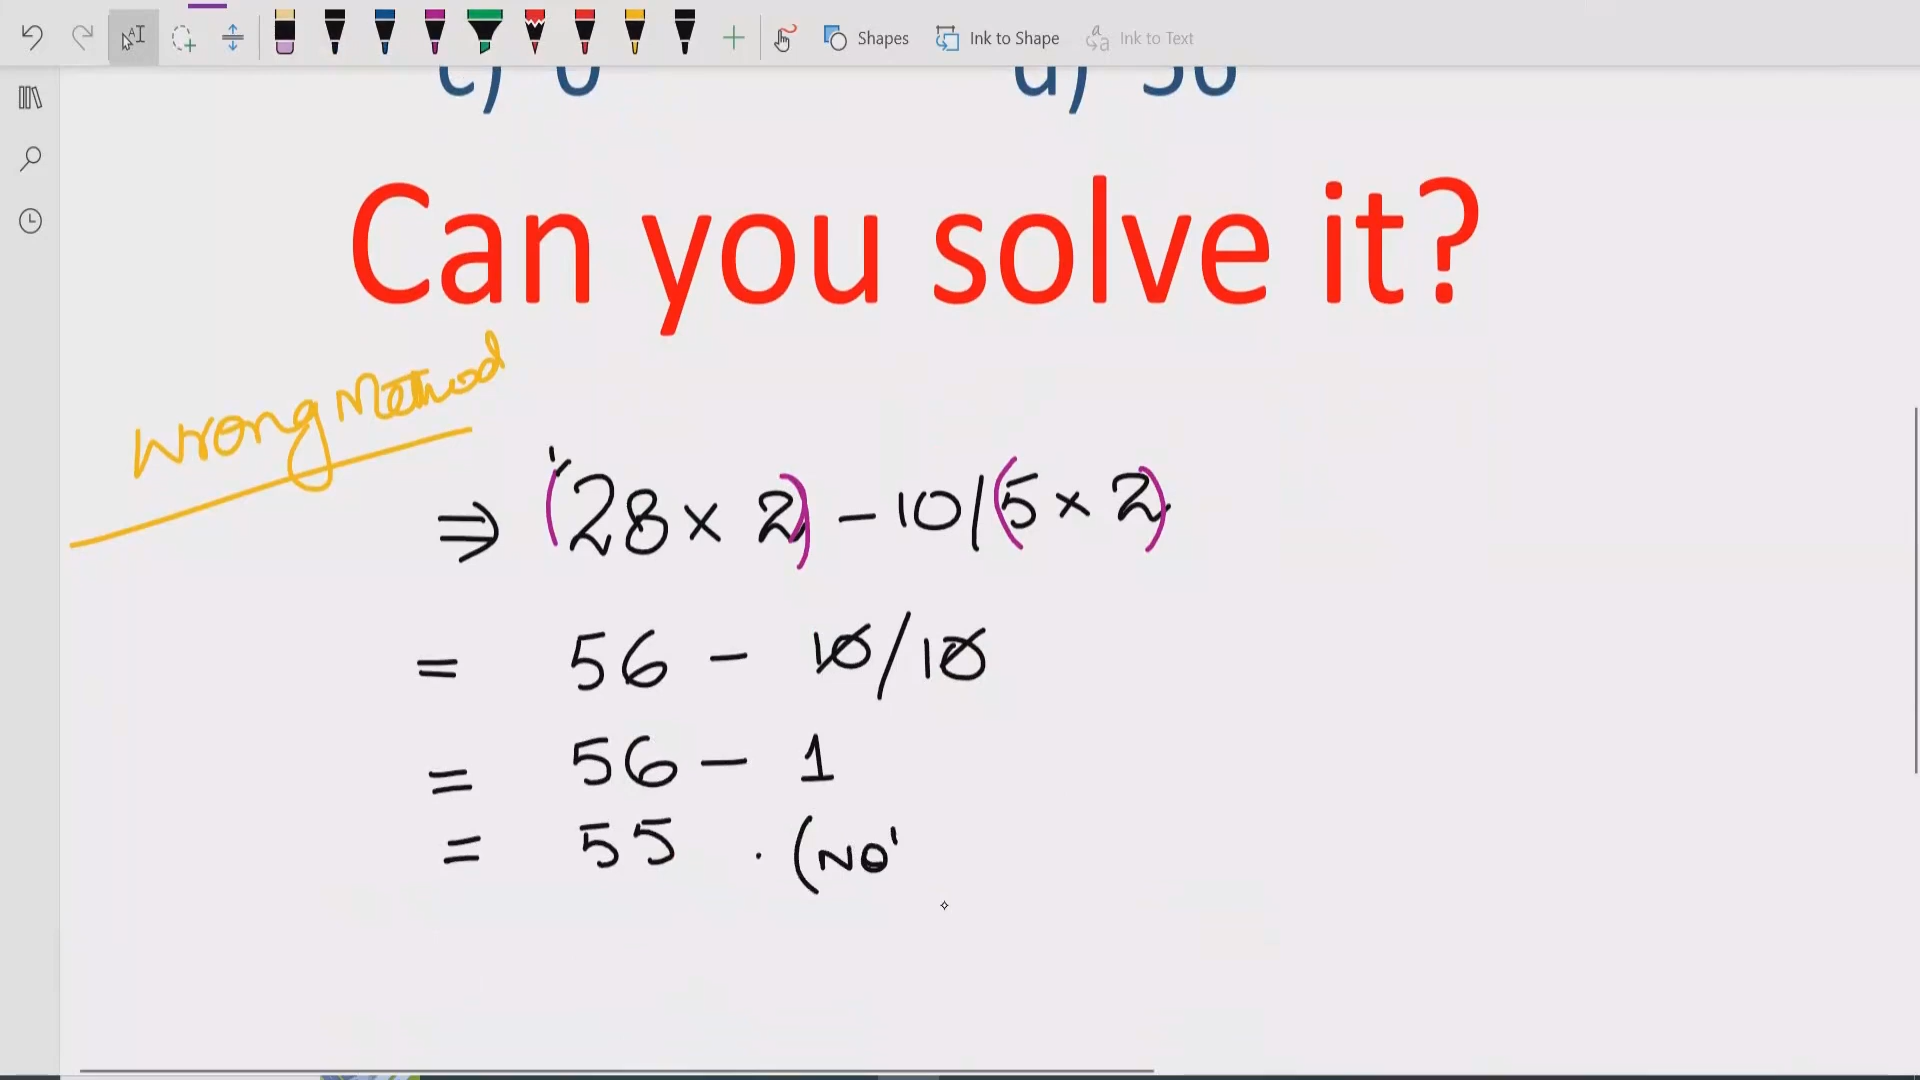 Shapes Ink to Shape Ink to Text
Can you solve it?
Wrong Method
⇒ (28 × 2) - 10/(5 × 2)
= 56 - 10/10
= 56 - 1
= 55 . (NO'